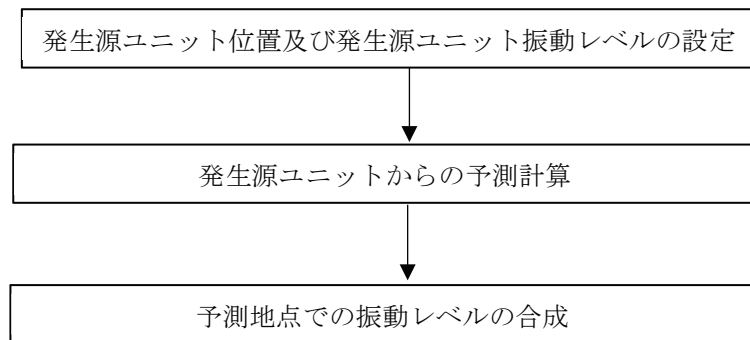 発生源ユニット位置及び発生源ユニット振動レベルの設定
発生源ユニットからの予測計算
予測地点での振動レベルの合成